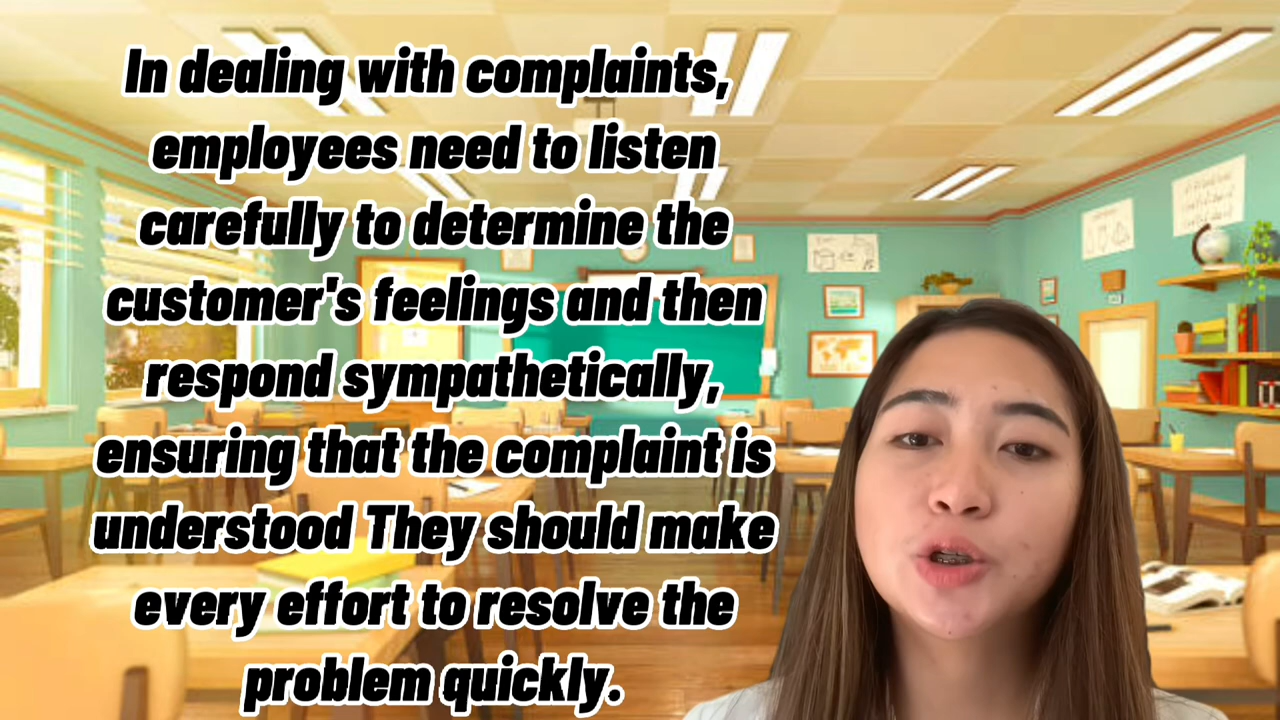 In dealing with complaints,
employees need to listen
carefully to determine the
customer's feelings and then
respond sympathetically,
ensuring that the complaint is
understood They should make
every effort to resolve the
problem quickly.